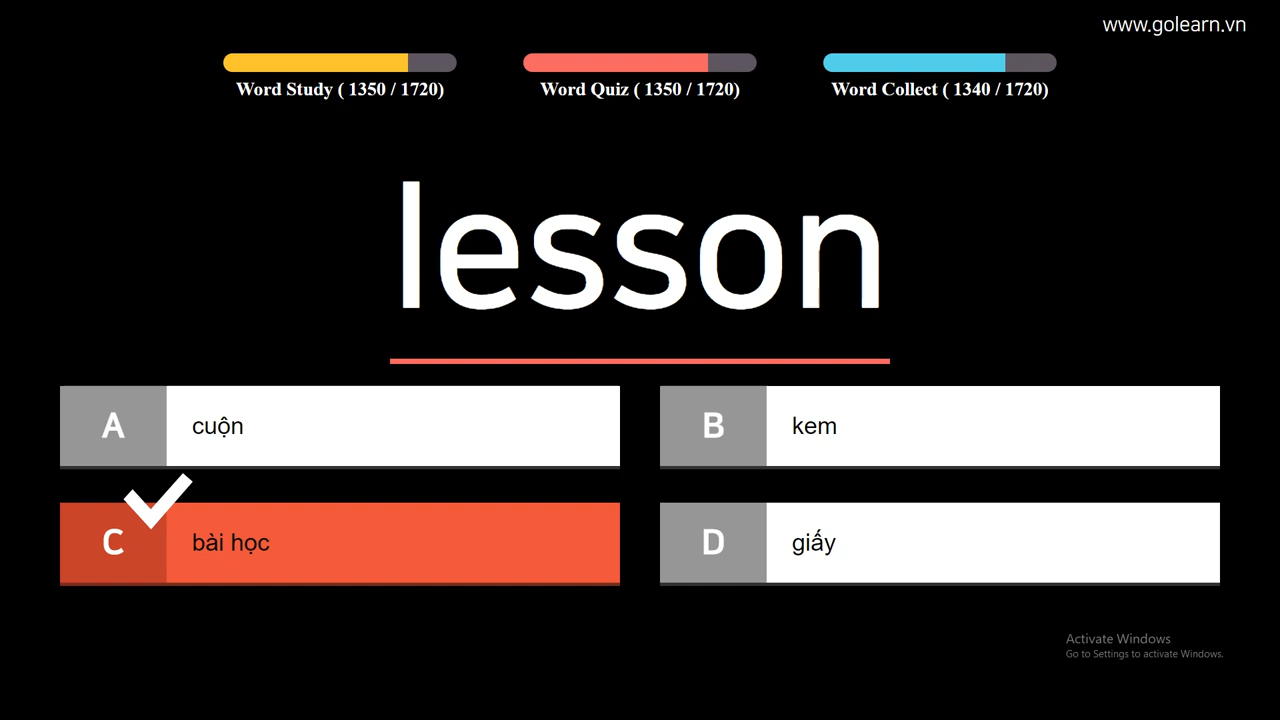 www.golearn.vn
Word Study ( 1350 / 1720)
Word Quiz ( 1350 / 1720)
Word Collect ( 1340 / 1720)
lesson
A cuộn
B kem
C bài học
D giấy
Activate Windows
Go to Settings to activate Windows.